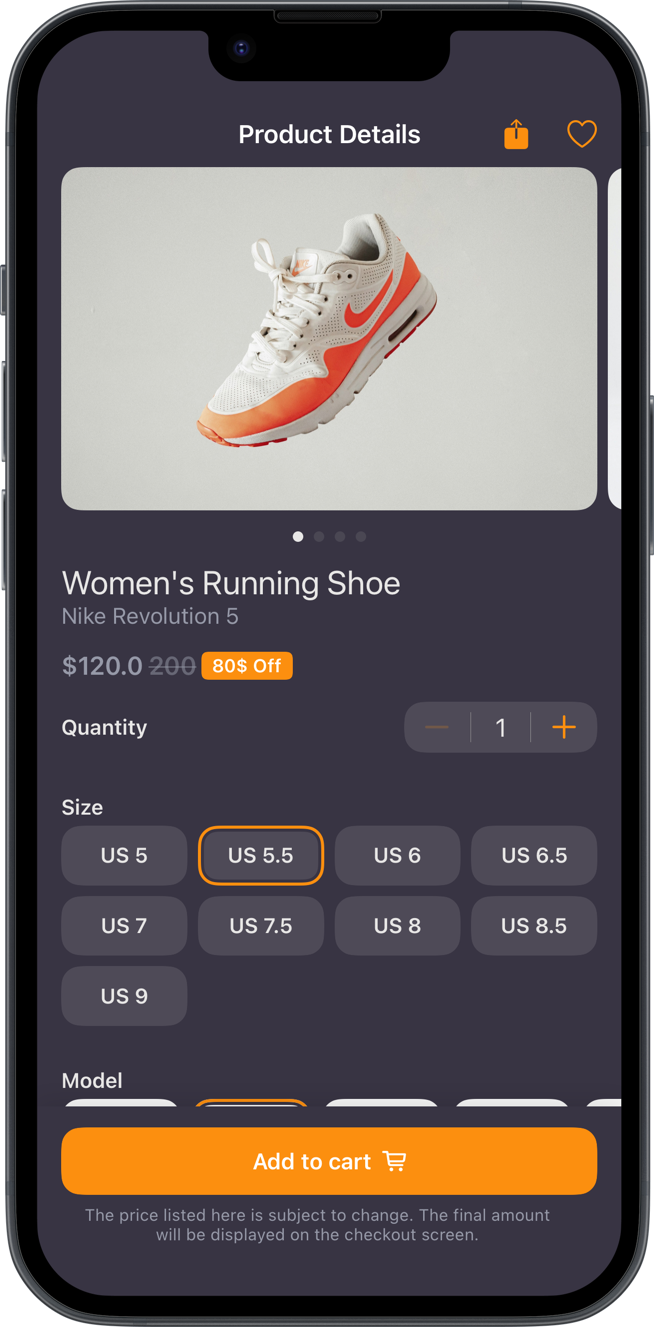 Product Details
Women's Running Shoe
Nike Revolution 5
$120.0 200 80$ Off
Quantity 1
Size
US 5 US 5.5 US 6 US 6.5
US 7 US 7.5 US 8 US 8.5
US 9
Model
Add to cart
The price listed here is subject to change. The final amount
will be displayed on the checkout screen.